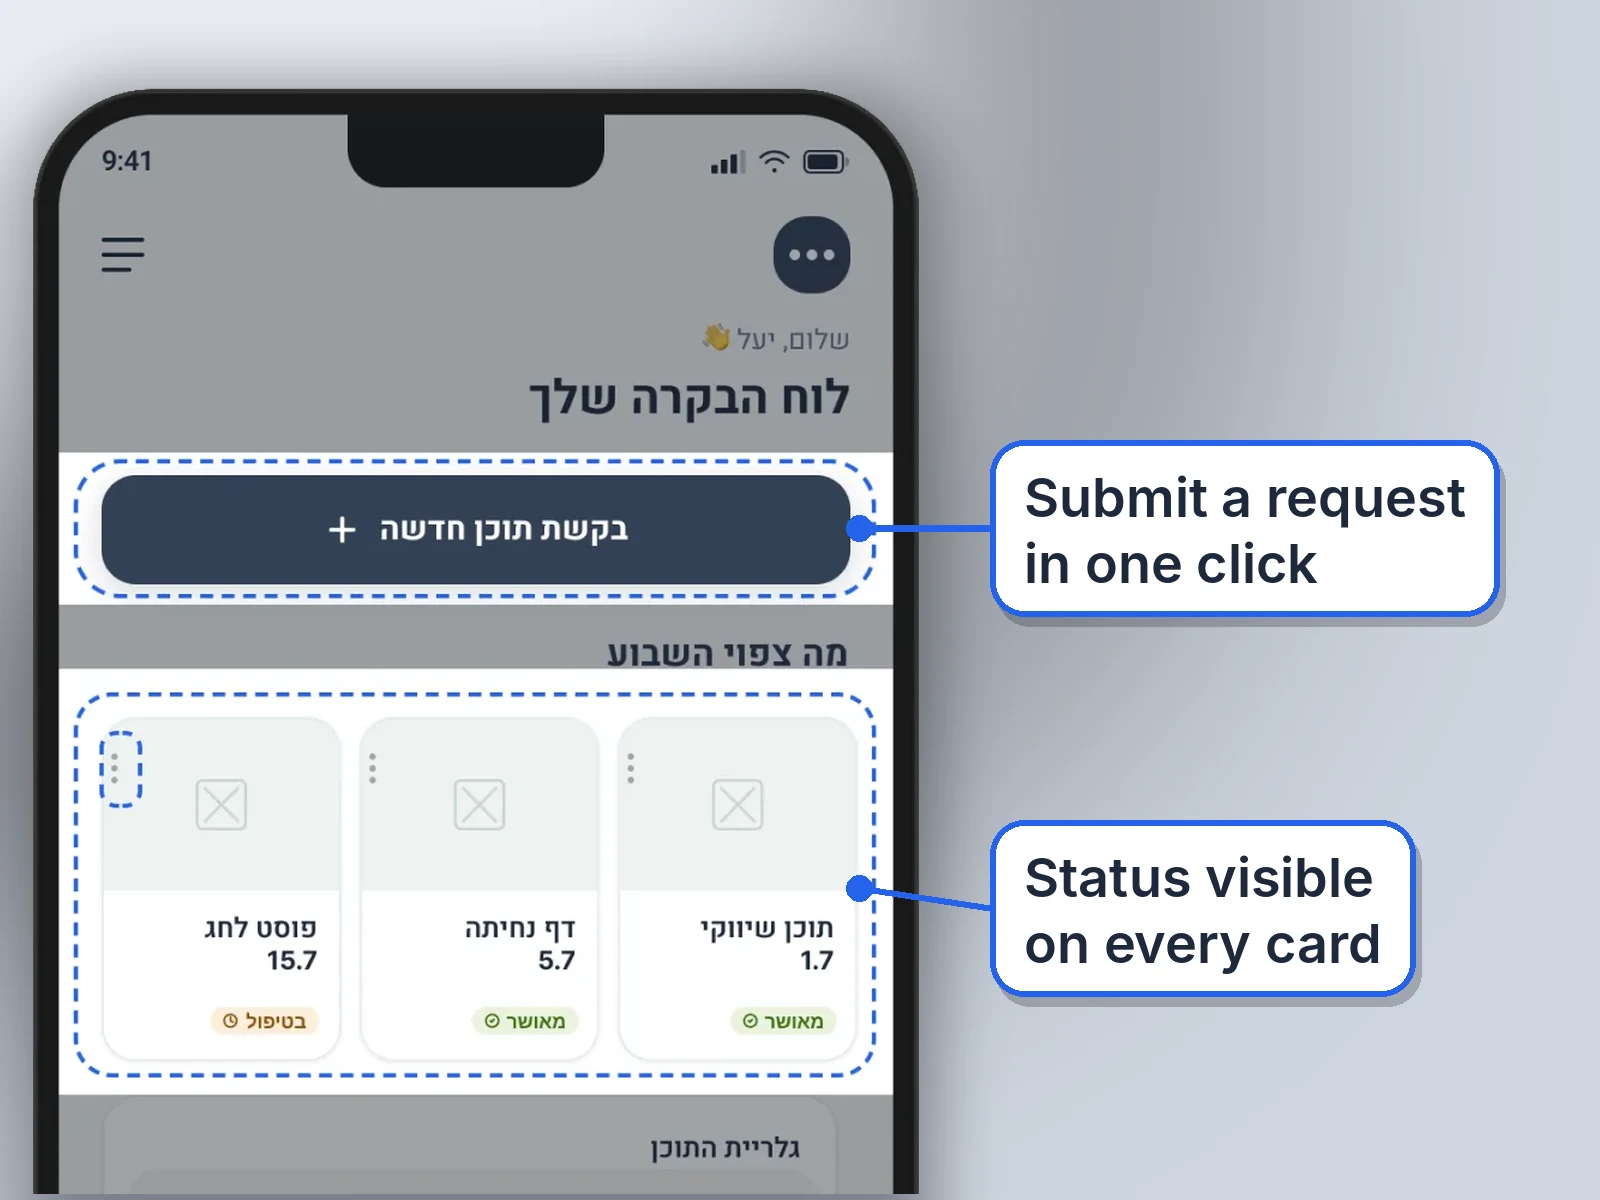 9:41
שלום, יעל 👋
לוח הבקרה שלך
בקשת תוכן חדשה +
Submit a request
in one click
מה צפוי השבוע
תוכן שיווקי
1.7
מאושר
דף נחיתה
5.7
מאושר
פוסט לחג
15.7
בטיפול
Status visible
on every card
גלריית התוכן